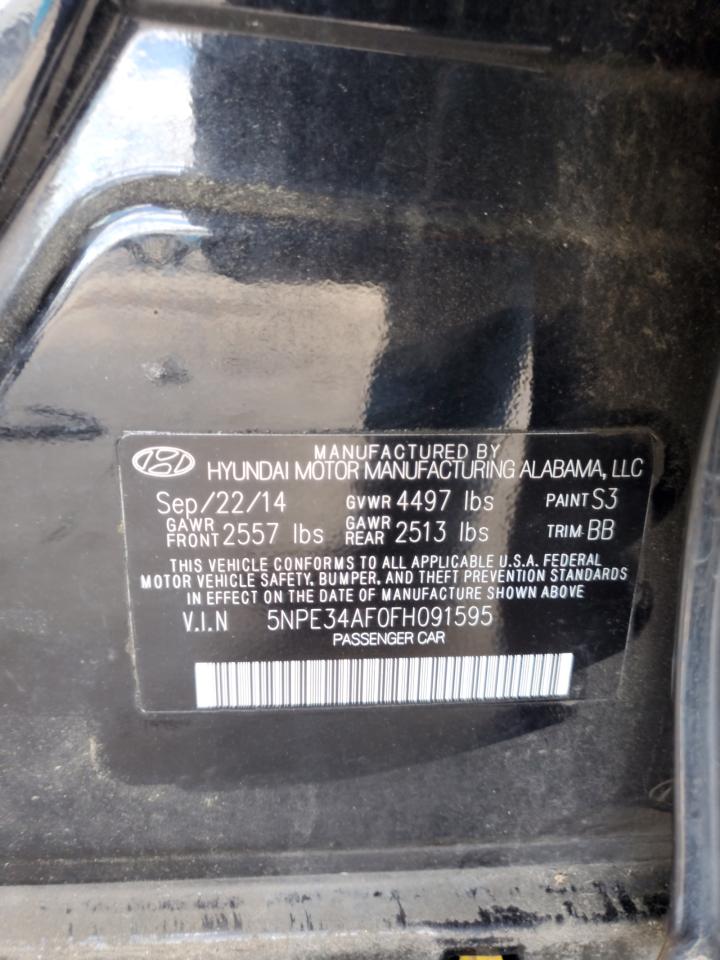 MANUFACTURED BY
HYUNDAI MOTOR MANUFACTURING ALABAMA, LLC
Sep/22/14 GVWR 4497 lbs PAINT S3
GAWR FRONT 2557 lbs GAWR REAR 2513 lbs TRIM BB
THIS VEHICLE CONFORMS TO ALL APPLICABLE U.S.A. FEDERAL
MOTOR VEHICLE SAFETY, BUMPER, AND THEFT PREVENTION STANDARDS
IN EFFECT ON THE DATE OF MANUFACTURE SHOWN ABOVE
V.I.N 5NPE34AF0FH091595
PASSENGER CAR